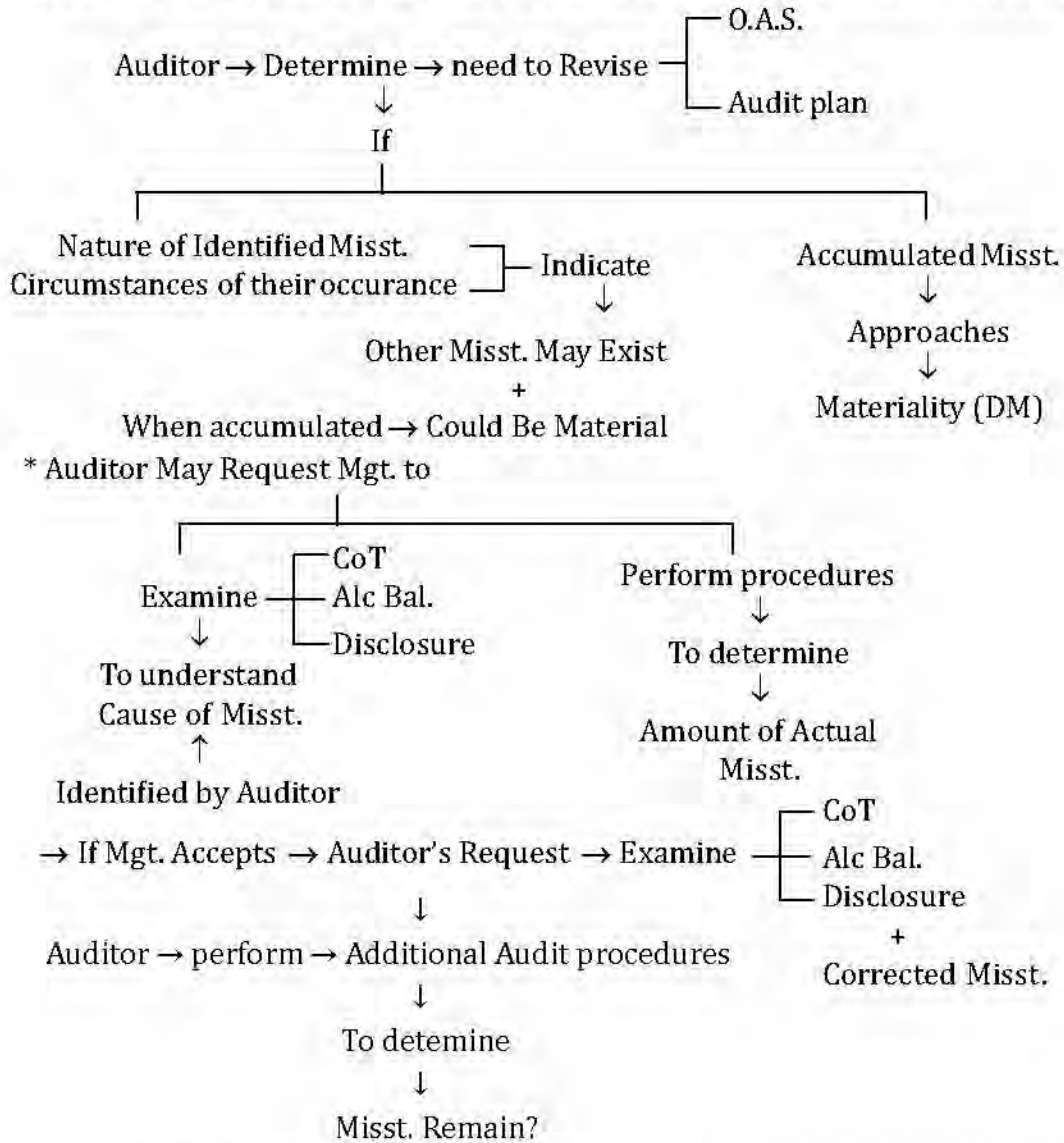 O.A.S.
Auditor → Determine → need to Revise
Audit plan
↓
If
Nature of Identified Misst.
Circumstances of their occurance
Indicate
↓
Other Misst. May Exist
+
When accumulated → Could Be Material
Accumulated Misst.
↓
Approaches
↓
Materiality (DM)
* Auditor May Request Mgt. to
Examine
CoT
Alc Bal.
Disclosure
↓
To understand
Cause of Misst.
↑
Identified by Auditor
Perform procedures
↓
To determine
↓
Amount of Actual
Misst.
→ If Mgt. Accepts → Auditor's Request → Examine
CoT
Alc Bal.
Disclosure
+
Corrected Misst.
↓
Auditor → perform → Additional Audit procedures
↓
To detemine
↓
Misst. Remain?